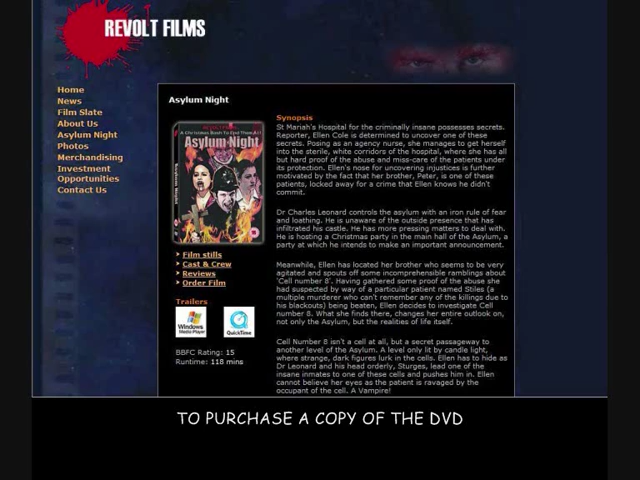 REVOLT FILMS
Home
News
Film Slate
About Us
Asylum Night
Photos
Merchandising
Investment
Opportunities
Contact Us
Asylum Night
Asylum Night
Film stills
Cast & Crew
Reviews
Order Film
Trailers
Windows
Media Player
QuickTime
BBFC Rating: 15
Runtime: 118 mins
Synopsis
St Mariah's Hospital for the criminally insane possesses secrets.
Reporter, Ellen Cole is determined to uncover one of these
secrets. Posing as an agency nurse, she manages to get herself
into the sterile, white corridors of the hospital, where she has all
but hard proof of the abuse and miss-care of the patients under
its protection. Ellen's nose for uncovering injustices is further
motivated by the fact that her brother, Peter, is one of these
patients, locked away for a crime that Ellen knows he didn't
commit.
Dr Charles Leonard controls the asylum with an iron rule of fear
and loathing. He is unaware of the outside presence that has
infiltrated his castle. He has more pressing matters to deal with.
He is hosting a Christmas party in the main hall of the Asylum, a
party at which he intends to make an important announcement.
Meanwhile, Ellen has located her brother who seems to be very
agitated and spouts off some incomprehensible ramblings about
'Cell number 8'. Having gathered some proof of the abuse she
had suspected by way of a particular patient named Stiles (a
multiple murderer who can't remember any of the killings due to
his blackouts) being beaten, Ellen decides to investigate Cell
number 8. What she finds there, changes her entire outlook on,
not only the Asylum, but the realities of life itself.
Cell Number 8 isn't a cell at all, but a secret passageway to
another level of the Asylum. A level only lit by candle light,
where strange, dark figures lurk in the cells. Ellen has to hide as
Dr Leonard and his head orderly, Sturges, lead one of the
insane inmates to one of these cells and pushes him in. Ellen
cannot believe her eyes as the patient is ravaged by the
occupant of the cell. A Vampire!
TO PURCHASE A COPY OF THE DVD